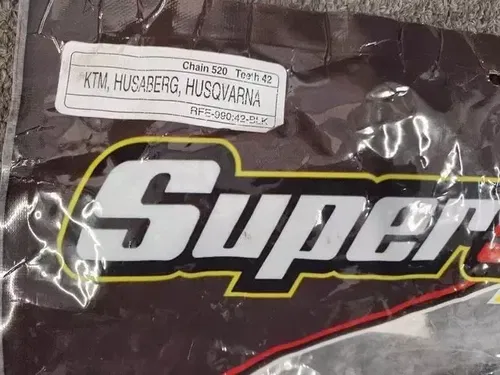 Chain 520 Teeth 42
KTM, HUSABERG, HUSQVARNA
RFE-990:42-BLK
Super